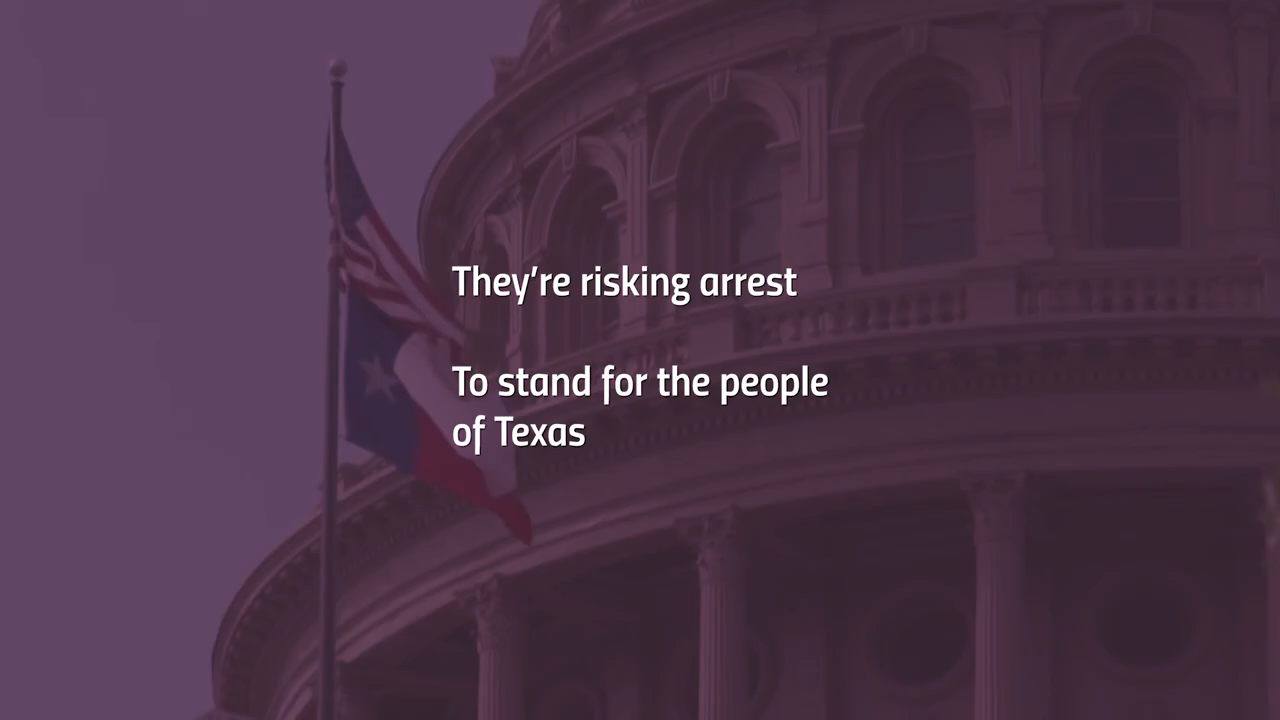 They’re risking arrest
To stand for the people
of Texas